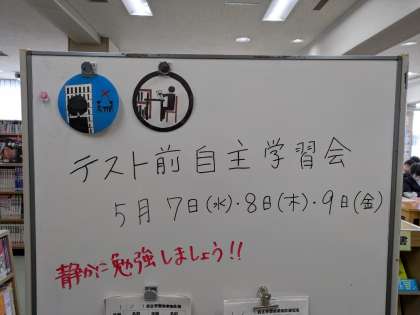 テスト前自主学習会
5月7日(水)・8日(木)・9日(金)
静かに勉強しましょう!!